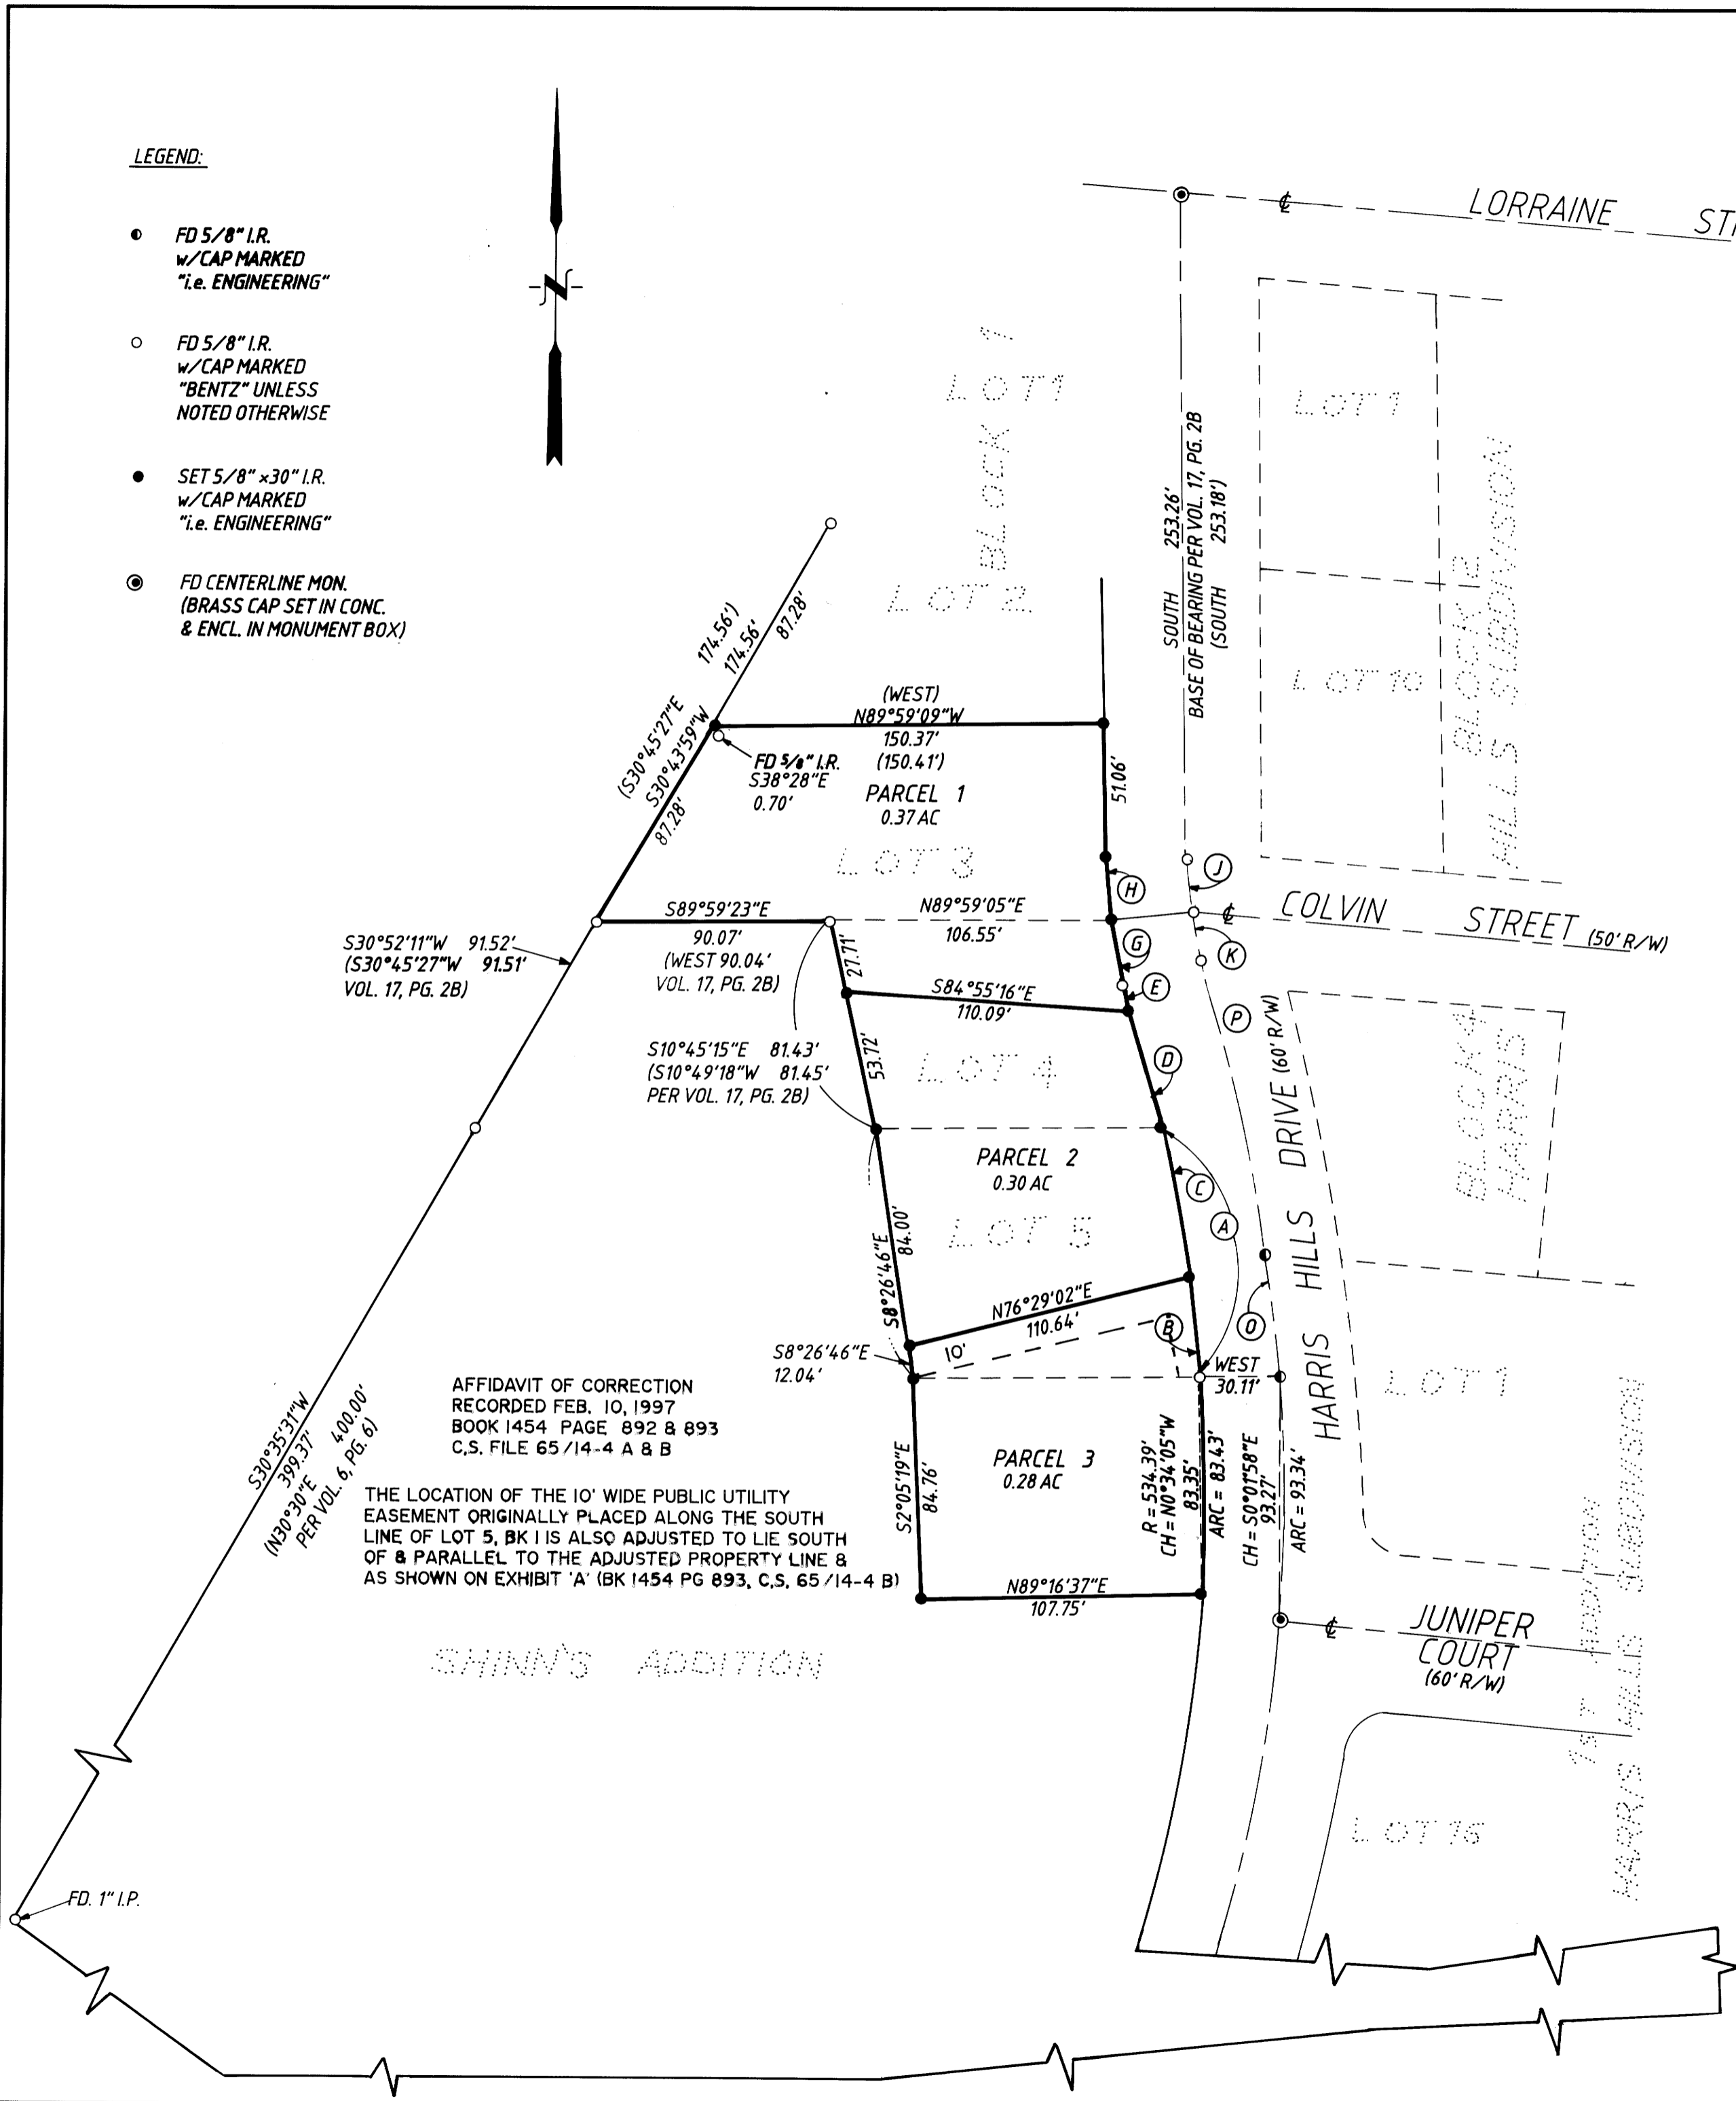 LEGEND:
FD 5/8" I.R.
w/CAP MARKED
"i.e. ENGINEERING"
FD 5/8" I.R.
w/CAP MARKED
"BENTZ" UNLESS
NOTED OTHERWISE
SET 5/8" x30" I.R.
w/CAP MARKED
"i.e. ENGINEERING"
FD CENTERLINE MON.
(BRASS CAP SET IN CONC.
& ENCL. IN MONUMENT BOX)
N
LORRAINE
LOT 1
BLOCK 1
LOT 2
SOUTH 253.26'
BASE OF BEARING PER VOL. 17, PG. 2B
(SOUTH 253.18')
LOT 1
LOT 10
BLOCK 2
HILLS SUBDIVISION
(S30°45'27"E 174.56')
S30°43'59"W 174.56'
87.28'
87.28'
(WEST)
N89°59'09"W
150.37'
(150.41')
FD 5/8" I.R.
S38°28"E
0.70'
PARCEL 1
0.37 AC
51.06'
LOT 3
H
J
COLVIN STREET (50' R/W)
S89°59'23"E
90.07'
(WEST 90.04'
VOL. 17, PG. 2B)
N89°59'05"E
106.55'
S30°52'11"W 91.52'
(S30°45'27"W 91.51'
VOL. 17, PG. 2B)
27.71'
G
K
E
S84°55'16"E
110.09'
P
S10°45'15"E 81.43'
(S10°49'18"W 81.45'
PER VOL. 17, PG. 2B)
53.72'
LOT 4
D
BLOCK 4
HARRIS
PARCEL 2
0.30 AC
C
A
LOT 5
S8°26'46"E
84.00'
HARRIS HILLS DRIVE (60' R/W)
N76°29'02"E
110.64'
10'
B
O
S8°26'46"E
12.04'
WEST
30.11'
LOT 1
AFFIDAVIT OF CORRECTION
RECORDED FEB. 10, 1997
BOOK 1454 PAGE 892 & 893
C.S. FILE 65/14-4 A & B
S30°35'31"W
399.37'
(N30°30"E 400.00'
PER VOL. 6, PG. 6)
PARCEL 3
0.28 AC
S2°05'19"E
84.76'
R = 534.39'
CH = N0°34'05"W
83.35'
ARC = 83.43'
CH = S0°01'58"E
93.27'
ARC = 93.34'
THE LOCATION OF THE 10' WIDE PUBLIC UTILITY
EASEMENT ORIGINALLY PLACED ALONG THE SOUTH
LINE OF LOT 5, BK 1 IS ALSO ADJUSTED TO LIE SOUTH
OF & PARALLEL TO THE ADJUSTED PROPERTY LINE &
AS SHOWN ON EXHIBIT 'A' (BK 1454 PG 893, C.S. 65/14-4 B)
N89°16'37"E
107.75'
SHINN'S ADDITION
JUNIPER
COURT
(60' R/W)
1ST ADDITION
HARRIS HILLS SUBDIVISION
LOT 16
FD. 1" I.P.